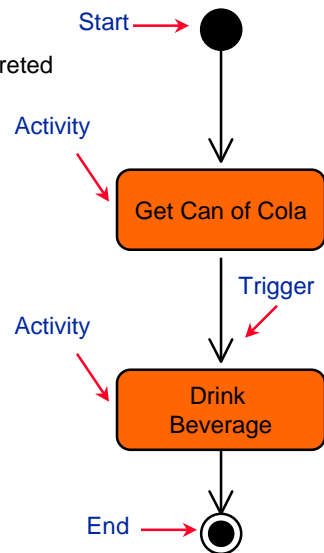 Start
reted
Activity
Get Can of Cola
Trigger
Activity
Drink
Beverage
End